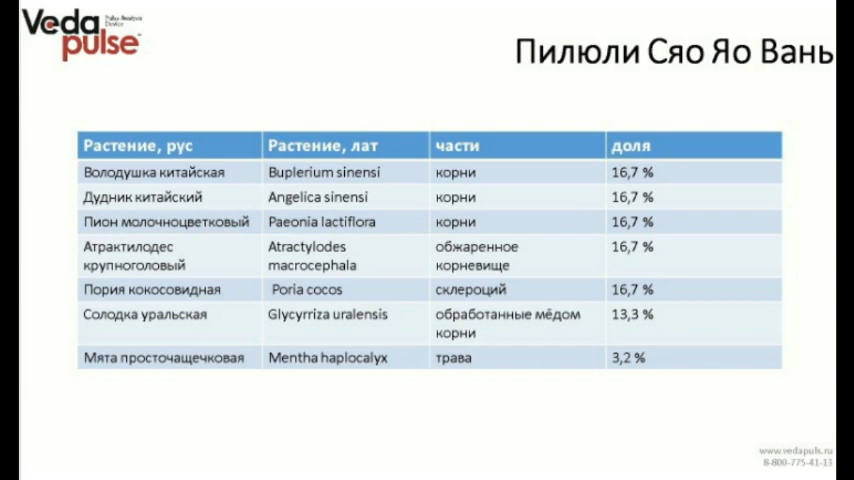 Veda Pulse Analysis
Device
pulse
Пилюли Сяо Яо Вань
Растение, рус Растение, лат части доля
Володушка китайская Buplerium sinensi корни 16,7 %
Дудник китайский Angelica sinensi корни 16,7 %
Пион молочноцветковый Paeonia lactiflora корни 16,7 %
Атрактилодес Atractylodes обжаренное 16,7 %
крупноголовый macrocephala корневище
Пория кокосовидная Poria cocos склероций 16,7 %
Солодка уральская Glycyrriza uralensis обработанные мёдом 13,3 %
корни
Мята просточащечковая Mentha haplocalyx трава 3,2 %
www.vedapuls.ru
8-800-775-41-13